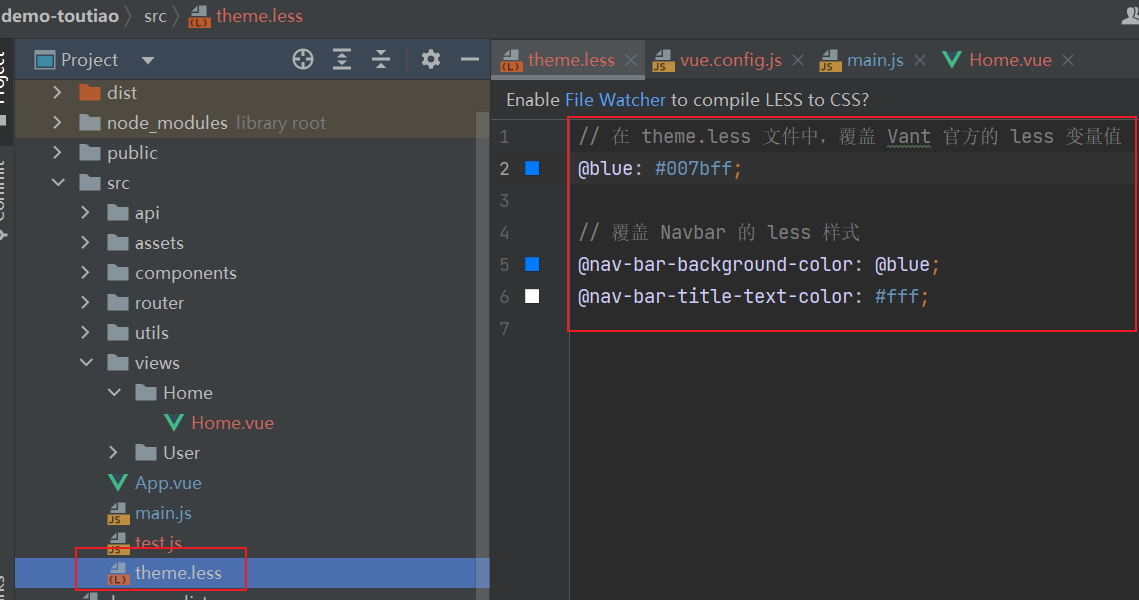 demo-toutiao 〉 src 〉 theme.less
Project
theme.less
vue.config.js
main.js
Home.vue
Enable File Watcher to compile LESS to CSS?
dist
node_modules library root
public
src
api
assets
components
router
utils
views
Home
Home.vue
User
App.vue
main.js
test.js
theme.less
1 // 在 theme.less 文件中，覆盖 Vant 官方的 less 变量值
2 @blue: #007bff;
3
4 // 覆盖 Navbar 的 less 样式
5 @nav-bar-background-color: @blue;
6 @nav-bar-title-text-color: #fff;
7